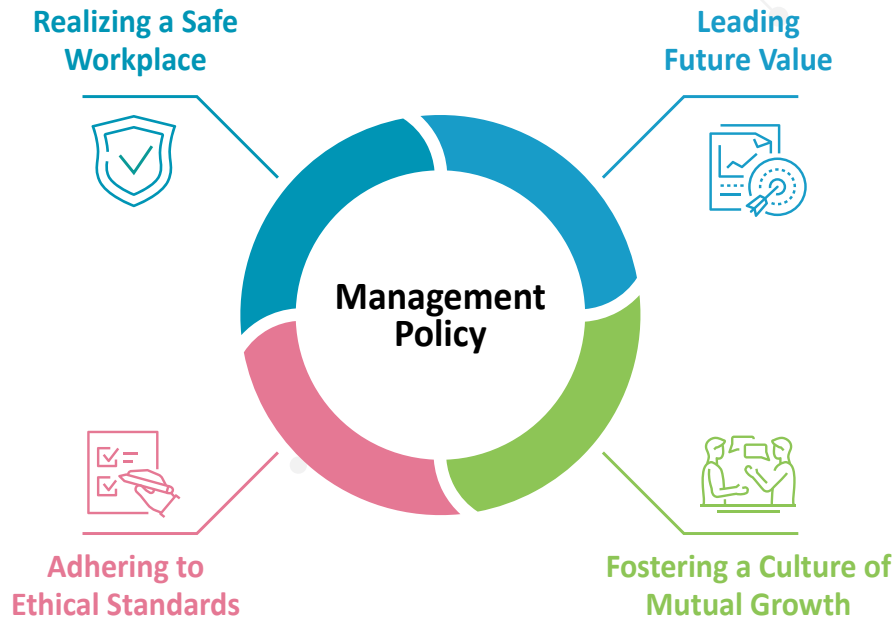 Realizing a Safe
Workplace
Leading
Future Value
Management
Policy
Adhering to
Ethical Standards
Fostering a Culture of
Mutual Growth